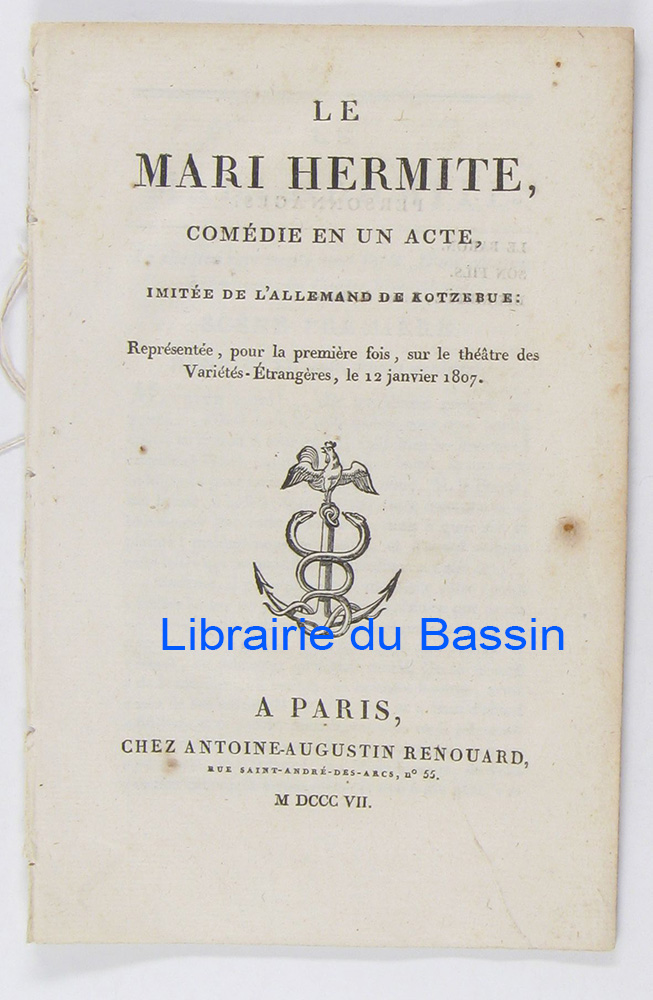 LE
MARI HERMITE,
COMÉDIE EN UN ACTE,
IMITÉE DE L'ALLEMAND DE KOTZEBUE:
Représentée, pour la première fois, sur le théâtre des
Variétés-Étrangères, le 12 janvier 1807.
Librairie du Bassin
A PARIS,
CHEZ ANTOINE-AUGUSTIN RENOUARD,
RUE SAINT-ANDRÉ-DES-ARCS, nº 55.
M DCCC VII.